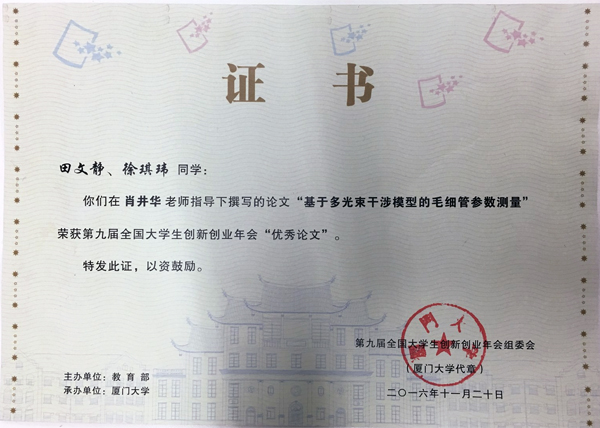 证 书
田文静、徐琪玮 同学：
你们在 肖井华 老师指导下撰写的论文“基于多光束干涉模型的毛细管参数测量”
荣获第九届全国大学生创新创业年会“优秀论文”。
特发此证，以资鼓励。
厦门大学
第九届全国大学生创新创业年会组委会
（厦门大学代章）
主办单位：教育部
承办单位：厦门大学
二〇一六年十一月二十日